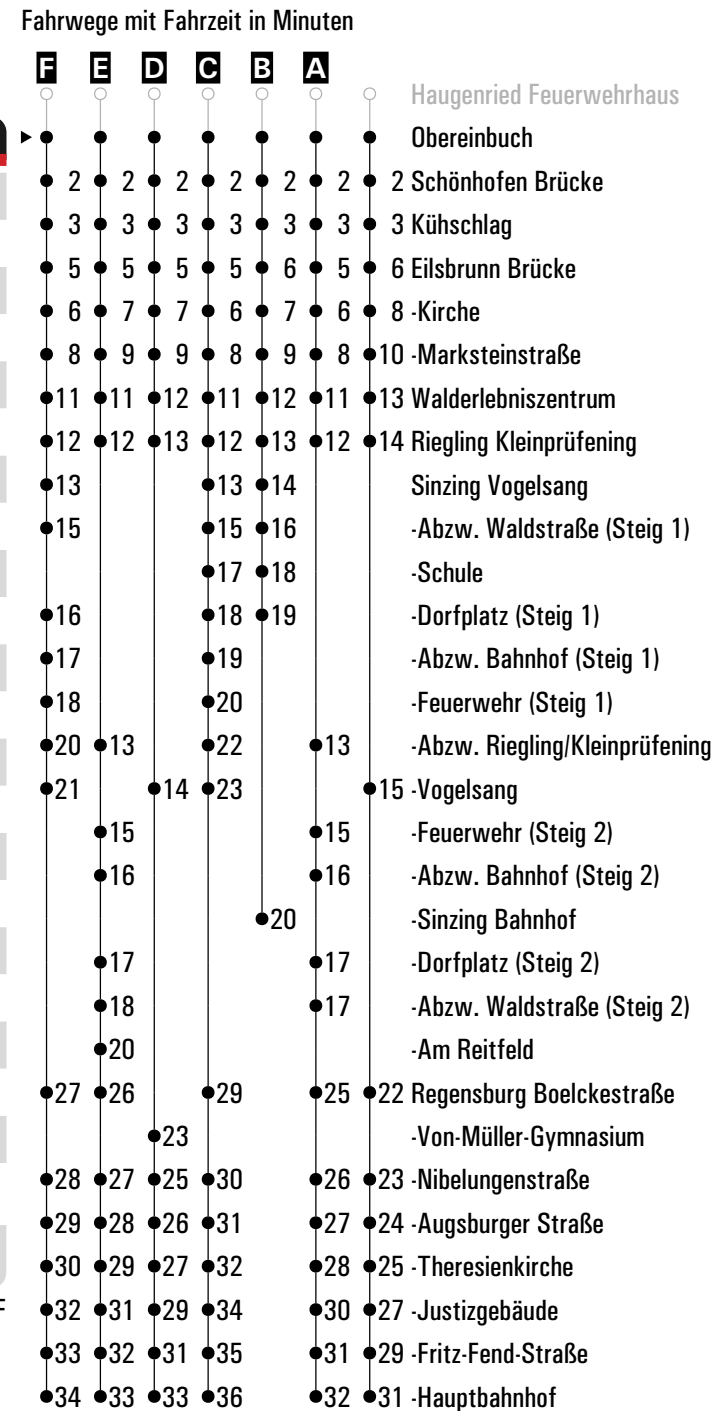 Fahrwege mit Fahrzeit in Minuten
F E D C B A
Haugenried Feuerwehrhaus
Obereinbuch
2 2 2 2 2 2 2 Schönhofen Brücke
3 3 3 3 3 3 3 Kühschlag
5 5 5 5 6 5 6 Eilsbrunn Brücke
6 7 7 6 7 6 8 -Kirche
8 9 9 8 9 8 10 -Marksteinstraße
11 11 12 11 12 11 13 Walderlebniszentrum
12 12 13 12 13 12 14 Riegling Kleinprüfening
13 13 14 Sinzing Vogelsang
15 15 16 -Abzw. Waldstraße (Steig 1)
17 18 -Schule
16 18 19 -Dorfplatz (Steig 1)
17 19 -Abzw. Bahnhof (Steig 1)
18 20 -Feuerwehr (Steig 1)
20 13 22 13 -Abzw. Riegling/Kleinprüfening
21 14 23 15 -Vogelsang
15 15 -Feuerwehr (Steig 2)
16 16 -Abzw. Bahnhof (Steig 2)
20 -Sinzing Bahnhof
17 17 -Dorfplatz (Steig 2)
18 17 -Abzw. Waldstraße (Steig 2)
20 -Am Reitfeld
27 26 29 25 22 Regensburg Boelckestraße
23 -Von-Müller-Gymnasium
28 27 25 30 26 23 -Nibelungenstraße
29 28 26 31 27 24 -Augsburger Straße
F
30 29 27 32 28 25 -Theresienkirche
32 31 29 34 30 27 -Justizgebäude
33 32 31 35 31 29 -Fritz-Fend-Straße
34 33 33 36 32 31 -Hauptbahnhof